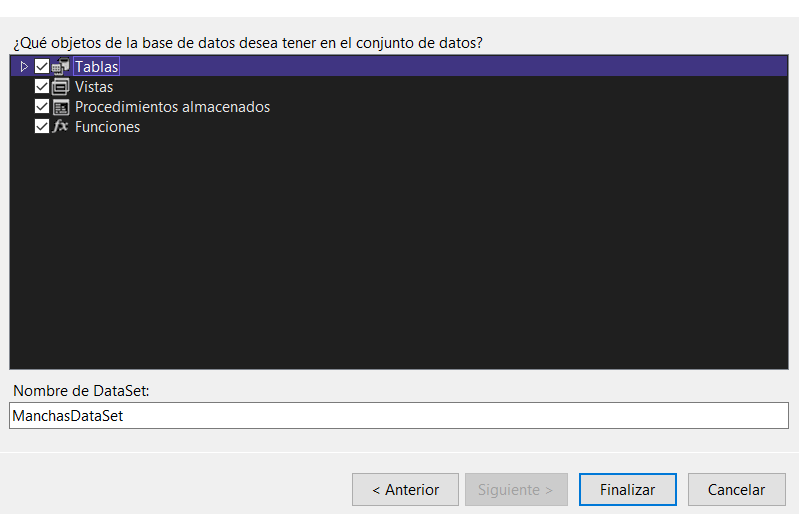 ¿Qué objetos de la base de datos desea tener en el conjunto de datos?
Tablas
Vistas
Procedimientos almacenados
Funciones
Nombre de DataSet:
ManchasDataSet
< Anterior
Siguiente >
Finalizar
Cancelar